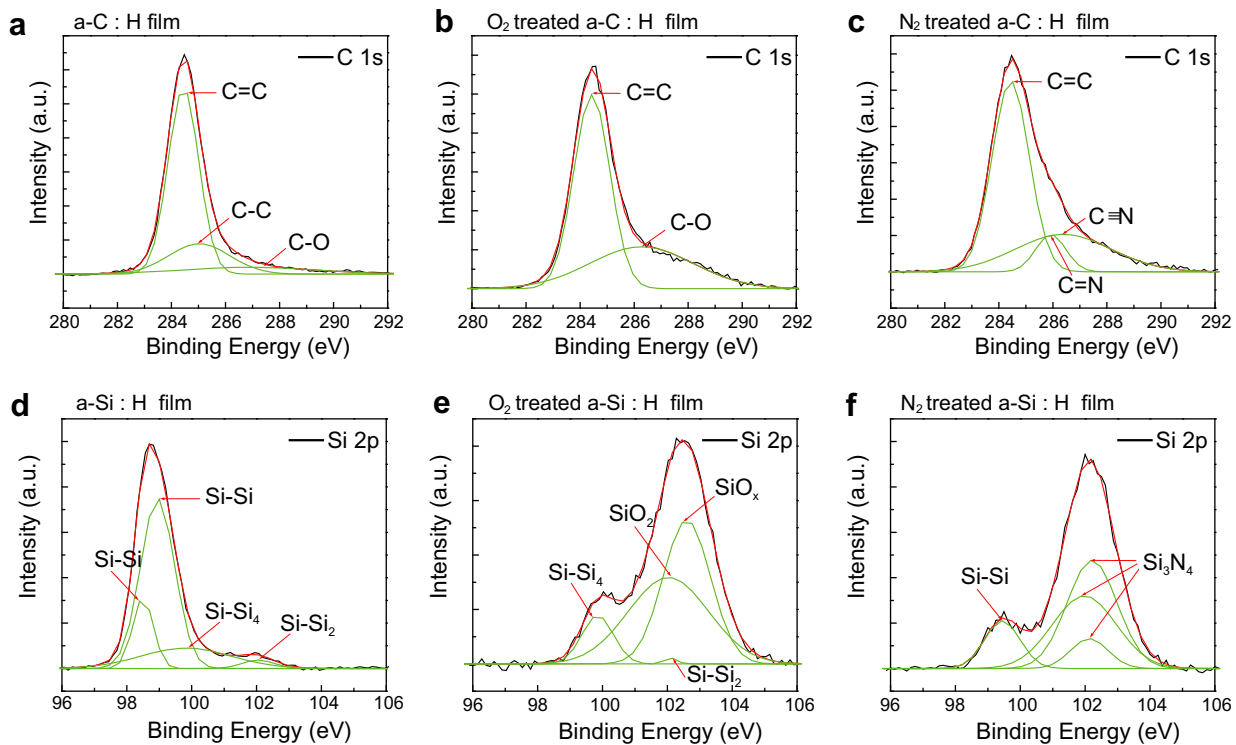 a
a-C : H film
C 1s
C=C
C-C
C-O
Intensity (a.u.)
280 282 284 286 288 290 292
Binding Energy (eV)
b
O₂ treated a-C : H film
C 1s
C=C
C-O
Intensity (a.u.)
280 282 284 286 288 290 292
Binding Energy (eV)
c
N₂ treated a-C : H film
C 1s
C=C
C≡N
C=N
Intensity (a.u.)
280 282 284 286 288 290 292
Binding Energy (eV)
d
a-Si : H film
Si 2p
Si-Si
Si-Si
Si-Si₄
Si-Si₂
Intensity (a.u.)
96 98 100 102 104 106
Binding Energy (eV)
e
O₂ treated a-Si : H film
Si 2p
SiOₓ
SiO₂
Si-Si₄
Si-Si₂
Intensity (a.u.)
96 98 100 102 104 106
Binding Energy (eV)
f
N₂ treated a-Si : H film
Si 2p
Si-Si
Si₃N₄
Intensity (a.u.)
96 98 100 102 104 106
Binding Energy (eV)